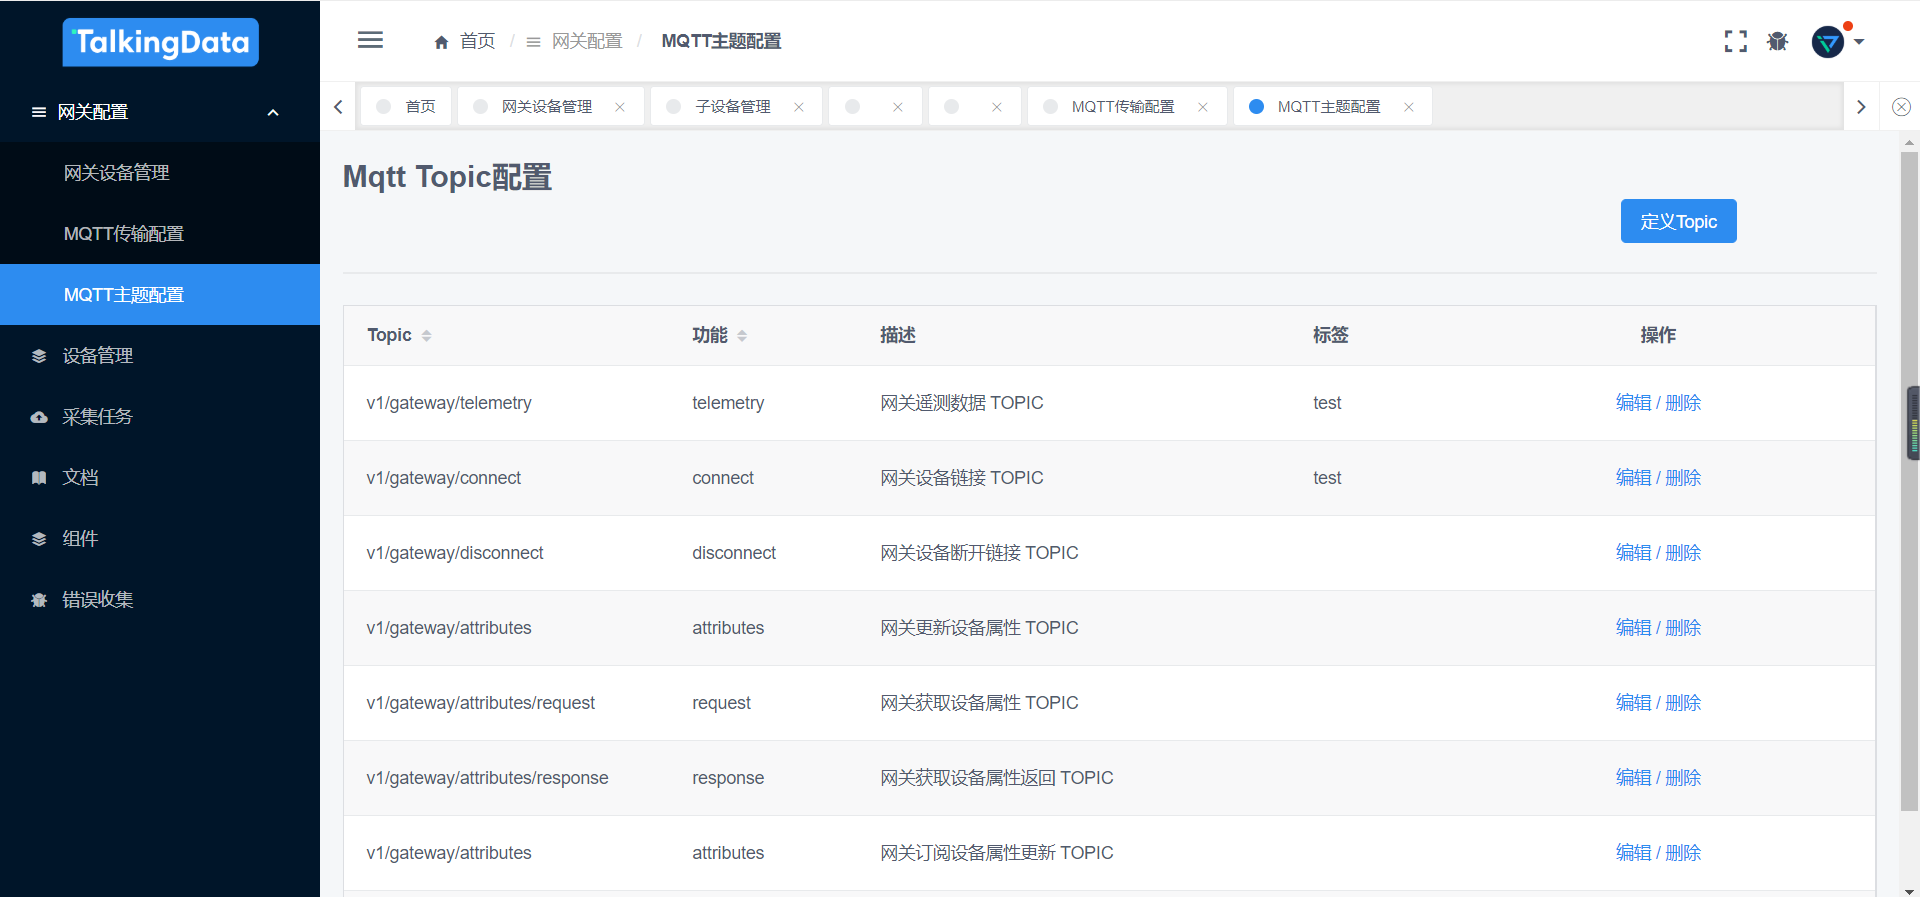 TalkingData
网关配置
网关设备管理
MQTT传输配置
MQTT主题配置
设备管理
采集任务
文档
组件
错误收集
首页 / 网关配置 / MQTT主题配置
首页 网关设备管理 子设备管理 MQTT传输配置 MQTT主题配置
Mqtt Topic配置
定义Topic
Topic 功能 描述 标签 操作
v1/gateway/telemetry telemetry 网关遥测数据 TOPIC test 编辑 / 删除
v1/gateway/connect connect 网关设备链接 TOPIC test 编辑 / 删除
v1/gateway/disconnect disconnect 网关设备断开链接 TOPIC 编辑 / 删除
v1/gateway/attributes attributes 网关更新设备属性 TOPIC 编辑 / 删除
v1/gateway/attributes/request request 网关获取设备属性 TOPIC 编辑 / 删除
v1/gateway/attributes/response response 网关获取设备属性返回 TOPIC 编辑 / 删除
v1/gateway/attributes attributes 网关订阅设备属性更新 TOPIC 编辑 / 删除